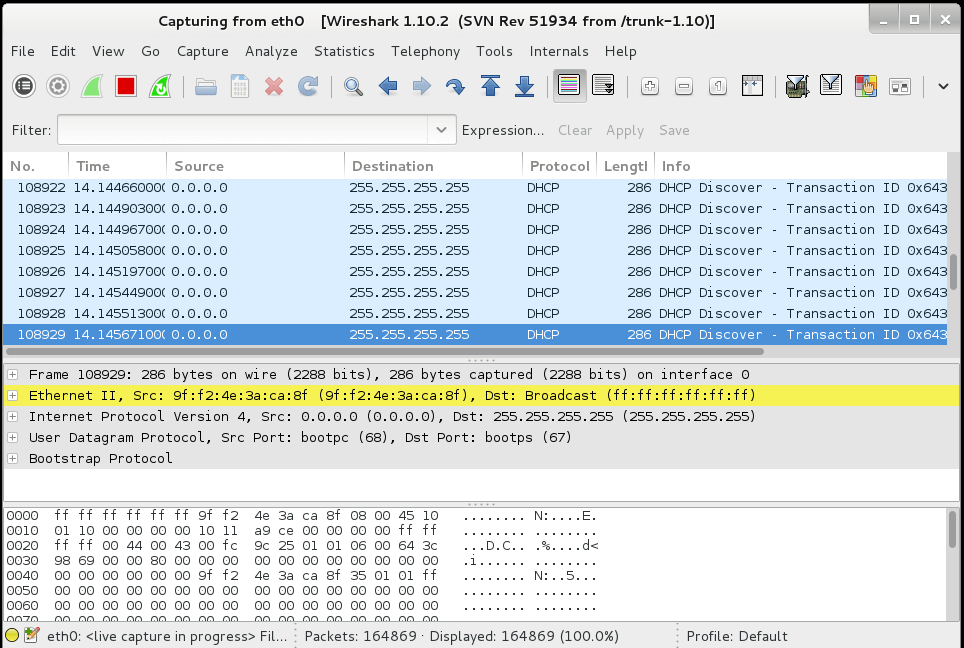 Capturing from eth0 [Wireshark 1.10.2 (SVN Rev 51934 from /trunk-1.10)]
File Edit View Go Capture Analyze Statistics Telephony Tools Internals Help
Filter: Expression... Clear Apply Save
No. Time Source Destination Protocol Lengtl Info
108922 14.144660000 0.0.0.0 255.255.255.255 DHCP 286 DHCP Discover - Transaction ID 0x643
108923 14.144903000 0.0.0.0 255.255.255.255 DHCP 286 DHCP Discover - Transaction ID 0x643
108924 14.144967000 0.0.0.0 255.255.255.255 DHCP 286 DHCP Discover - Transaction ID 0x643
108925 14.145058000 0.0.0.0 255.255.255.255 DHCP 286 DHCP Discover - Transaction ID 0x643
108926 14.145197000 0.0.0.0 255.255.255.255 DHCP 286 DHCP Discover - Transaction ID 0x643
108927 14.145449000 0.0.0.0 255.255.255.255 DHCP 286 DHCP Discover - Transaction ID 0x643
108928 14.145513000 0.0.0.0 255.255.255.255 DHCP 286 DHCP Discover - Transaction ID 0x643
108929 14.145671000 0.0.0.0 255.255.255.255 DHCP 286 DHCP Discover - Transaction ID 0x643
Frame 108929: 286 bytes on wire (2288 bits), 286 bytes captured (2288 bits) on interface 0
Ethernet II, Src: 9f:f2:4e:3a:ca:8f (9f:f2:4e:3a:ca:8f), Dst: Broadcast (ff:ff:ff:ff:ff:ff)
Internet Protocol Version 4, Src: 0.0.0.0 (0.0.0.0), Dst: 255.255.255.255 (255.255.255.255)
User Datagram Protocol, Src Port: bootpc (68), Dst Port: bootps (67)
Bootstrap Protocol
0000 ff ff ff ff ff ff 9f f2 4e 3a ca 8f 08 00 45 10 ........ N:....E.
0010 01 10 00 00 00 00 10 11 a9 ce 00 00 00 00 ff ff ........ ........
0020 ff ff 00 44 00 43 00 fc 9c 25 01 01 06 00 64 3c ...D.C.. .%....d<
0030 98 69 00 00 80 00 00 00 00 00 00 00 00 00 00 00 .i...... ........
0040 00 00 00 00 00 00 9f f2 4e 3a ca 8f 35 01 01 ff ........ N:..5...
0050 00 00 00 00 00 00 00 00 00 00 00 00 00 00 00 00 ........ ........
0060 00 00 00 00 00 00 00 00 00 00 00 00 00 00 00 00 ........ ........
eth0: <live capture in progress> Fil... Packets: 164869 · Displayed: 164869 (100.0%) Profile: Default